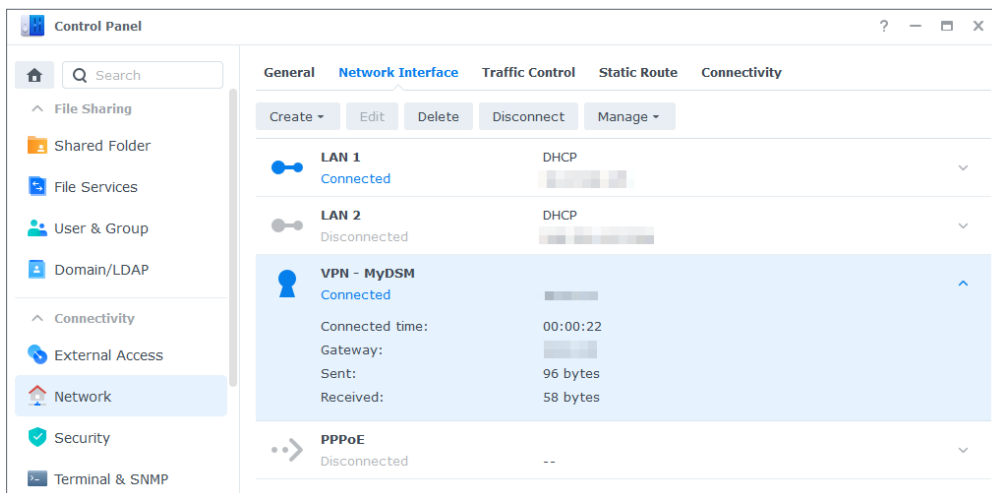 Control Panel
?
Search
File Sharing
Shared Folder
File Services
User & Group
Domain/LDAP
Connectivity
External Access
Network
Security
Terminal & SNMP
General Network Interface Traffic Control Static Route Connectivity
Create Edit Delete Disconnect Manage
LAN 1 DHCP
Connected
LAN 2 DHCP
Disconnected
VPN - MyDSM
Connected
Connected time: 00:00:22
Gateway:
Sent: 96 bytes
Received: 58 bytes
PPPoE
Disconnected --